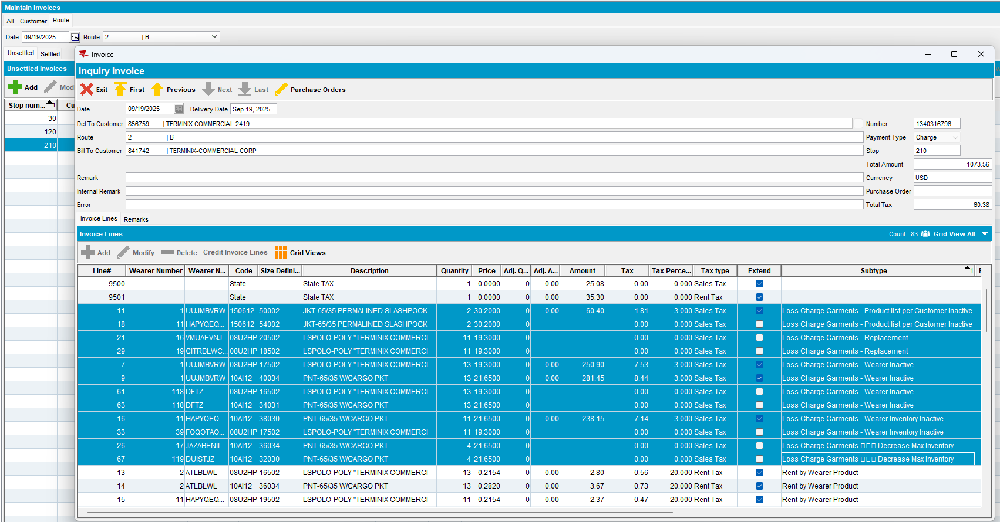 Maintain Invoices
All Customer Route
Date 09/19/2025 16 Route 2 | B
Unsettled Settled
Unsettled Invoices
Add Mod
Stop num... 1 Cu
30
120
210
Invoice
Inquiry Invoice
Exit First Previous Next Last Purchase Orders
Date 09/19/2025 16 Delivery Date Sep 19, 2025
Del To Customer 856759 | TERMINIX COMMERCIAL 2419 ... Number 1340316796
Route 2 | B Payment Type Charge
Bill To Customer 841742 | TERMINIX-COMMERCIAL CORP Stop 210
Total Amount 1073.56
Remark Currency USD
Internal Remark Purchase Order
Error Total Tax 60.38
Invoice Lines Remarks
Invoice Lines Count : 83 Grid View All
Add Modify Delete Credit Invoice Lines Grid Views
Line# Wearer Number Wearer N... Code Size Defini... Description Quantity Price Adj. Q... Adj. A... Amount Tax Tax Perce... Tax type Extend Subtype 1 F
9500 State State TAX 1 0.0000 0 0.00 25.08 0.00 0.000 Sales Tax
9501 State State TAX 1 0.0000 0 0.00 35.30 0.00 0.000 Rent Tax
11 1 UUJMBVRW 150612 50002 JKT-65/35 PERMALINED SLASHPOCK 2 30.2000 0 0.00 60.40 1.81 3.000 Sales Tax Loss Charge Garments - Product list per Customer Inactive
18 11 HAPYQEQ... 150612 54002 JKT-65/35 PERMALINED SLASHPOCK 2 30.2000 0 0.00 0.000 Sales Tax Loss Charge Garments - Product list per Customer Inactive
21 16 VMUAEVNJ... 08U2HP 20502 LSPOLO-POLY "TERMINIX COMMERCI 11 19.3000 0 0.00 0.000 Sales Tax Loss Charge Garments - Replacement
29 19 CITRBLWC... 08U2HP 18502 LSPOLO-POLY "TERMINIX COMMERCI 11 19.3000 0 0.00 0.000 Sales Tax Loss Charge Garments - Replacement
7 1 UUJMBVRW 08U2HP 17502 LSPOLO-POLY "TERMINIX COMMERCI 13 19.3000 0 0.00 250.90 7.53 3.000 Sales Tax Loss Charge Garments - Wearer Inactive
9 1 UUJMBVRW 10AI12 40034 PNT-65/35 W/CARGO PKT 13 21.6500 0 0.00 281.45 8.44 3.000 Sales Tax Loss Charge Garments - Wearer Inactive
61 118 DFTZ 08U2HP 16502 LSPOLO-POLY "TERMINIX COMMERCI 13 19.3000 0 0.00 0.000 Sales Tax Loss Charge Garments - Wearer Inactive
63 118 DFTZ 10AI12 34031 PNT-65/35 W/CARGO PKT 13 21.6500 0 0.00 0.000 Sales Tax Loss Charge Garments - Wearer Inactive
16 11 HAPYQEQ... 10AI12 38030 PNT-65/35 W/CARGO PKT 11 21.6500 0 0.00 238.15 7.14 3.000 Sales Tax Loss Charge Garments - Wearer Inventory Inactive
33 39 FOQOTAO... 08U2HP 17502 LSPOLO-POLY "TERMINIX COMMERCI 11 19.3000 0 0.00 0.000 Sales Tax Loss Charge Garments - Wearer Inventory Inactive
26 17 JAZABENII... 10AI12 36034 PNT-65/35 W/CARGO PKT 4 21.6500 0 0.00 0.000 Sales Tax Loss Charge Garments □□□ Decrease Max Inventory
67 119 DUISTJZ 10AI12 32030 PNT-65/35 W/CARGO PKT 4 21.6500 0 0.00 0.000 Sales Tax Loss Charge Garments □□□ Decrease Max Inventory
13 2 ATLBLWL 08U2HP 16502 LSPOLO-POLY "TERMINIX COMMERCI 13 0.2154 0 0.00 2.80 0.56 20.000 Rent Tax Rent by Wearer Product
14 2 ATLBLWL 10AI12 36034 PNT-65/35 W/CARGO PKT 13 0.2820 0 0.00 3.67 0.73 20.000 Rent Tax Rent by Wearer Product
15 11 HAPYQEQ... 08U2HP 19502 LSPOLO-POLY "TERMINIX COMMERCI 11 0.2154 0 0.00 2.37 0.47 20.000 Rent Tax Rent by Wearer Product